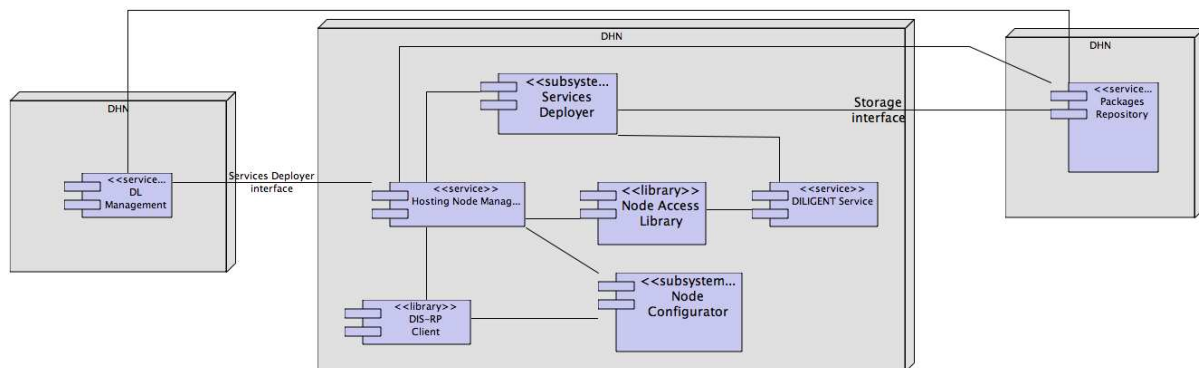 DHN
<<service...
DL
Management
Services Deployer
interface
DHN
<<subsyste...
Services
Deployer
<<service>>
Hosting Node Manag...
<<library>>
Node Access
Library
<<service>>
DILIGENT Service
<<library>>
DIS-RP
Client
<<subsystem...
Node
Configurator
Storage
interface
DHN
<<service...
Packages
Repository